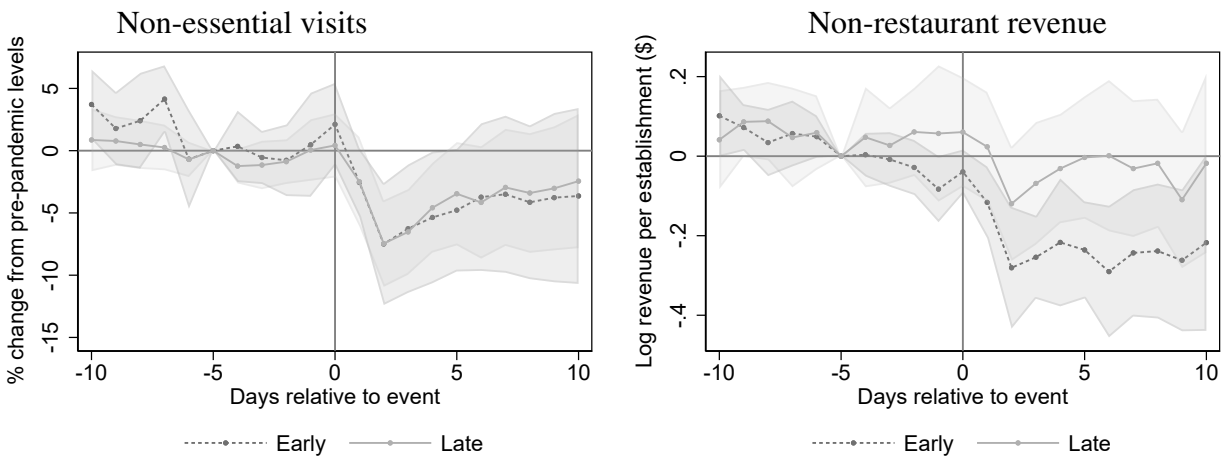 Non-essential visits
% change from pre-pandemic levels
5
0
-5
-10
-15
-10 -5 0 5 10
Days relative to event
Early Late
Non-restaurant revenue
Log revenue per establishment ($)
.2
0
-.2
-.4
-10 -5 0 5 10
Days relative to event
Early Late